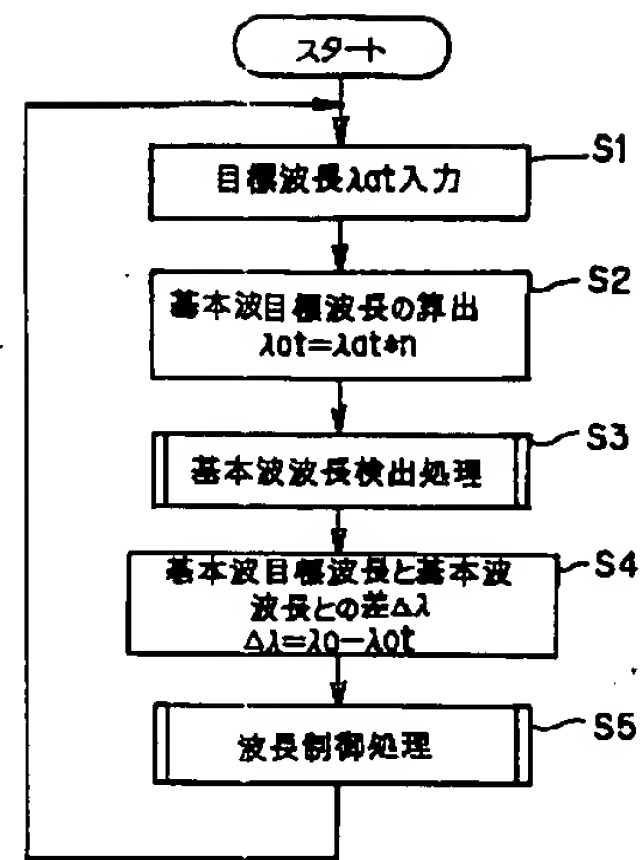 スタート
S1
目標波長λat入力
S2
基本波目標波長の算出
λot=λat*n
S3
基本波波長検出処理
S4
基本波目標波長と基本波
波長との差Δλ
Δλ=λo-λot
S5
波長制御処理